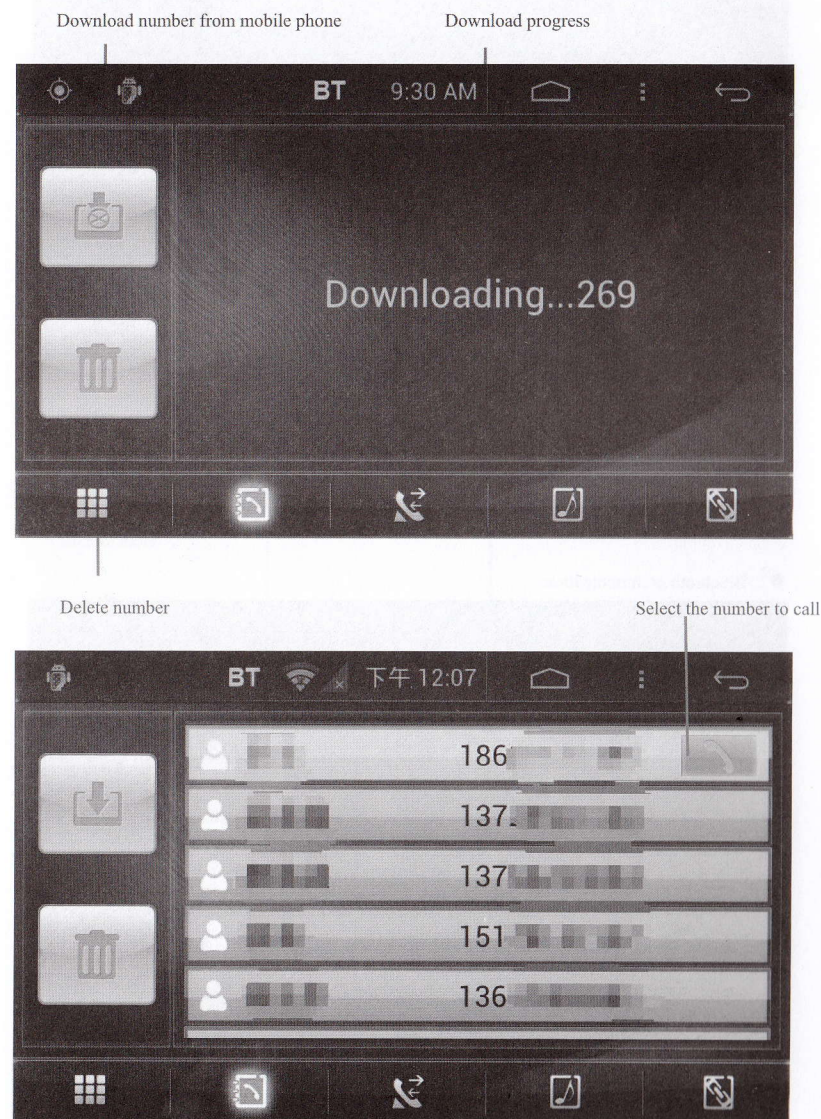 Download number from mobile phone Download progress
BT 9:30 AM
Downloading...269
Delete number
Select the number to call
BT 下午 12:07
186
137
137
151
136